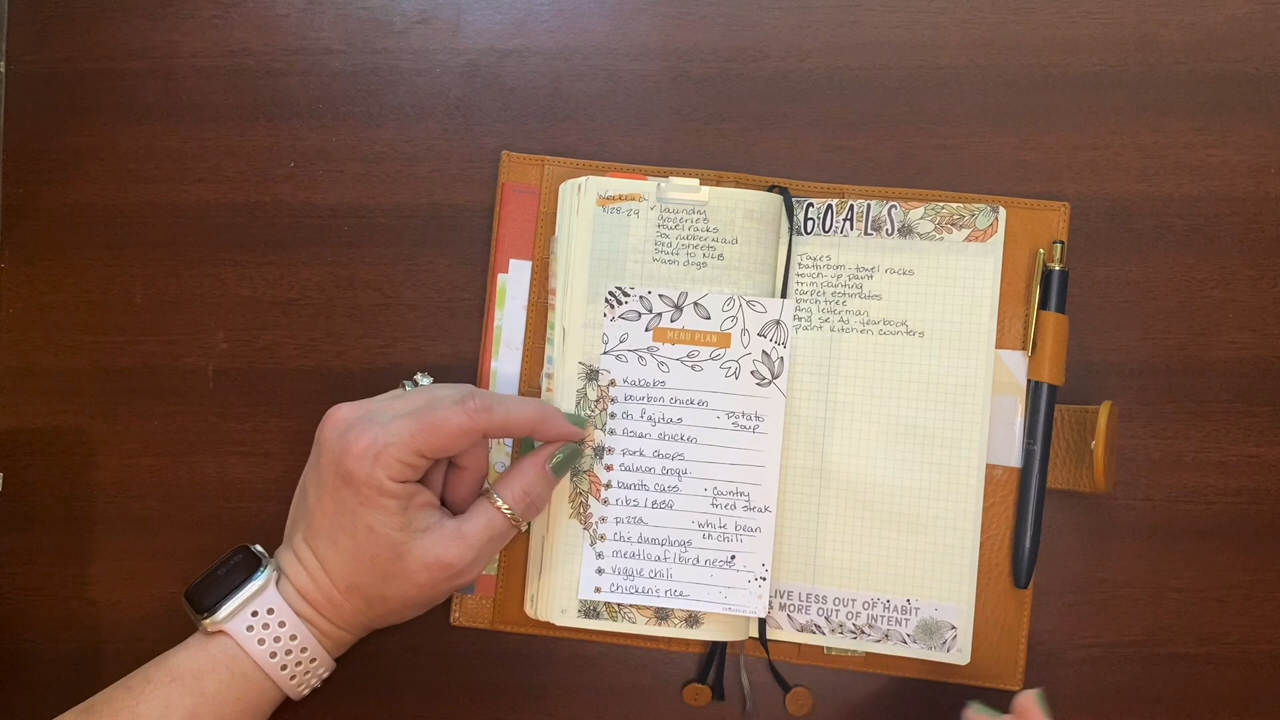 Weekend
8/28-29
✓ laundry
groceries
towel racks
5ox rubbermaid
bed/sheets
stuff to NLB
wash dogs
MENU PLAN
Kabobs
bourbon chicken
ch fajitas
• Potato
Soup
Asian chicken
pork chops
salmon croqu.
burrito cass.
• Country
fried steak
ribs/BBQ
pizza
• white bean
ch. chili
ch & dumplings
meatloaf/bird nests
veggie chili
chicken & rice
GOALS
Taxes
Bathroom - towel racks
touch-up paint
trim painting
carpet estimates
birch tree
Ang letterman
Ang Sr. Ad - yearbook
Paint kitchen counters
LIVE LESS OUT OF HABIT
& MORE OUT OF INTENT